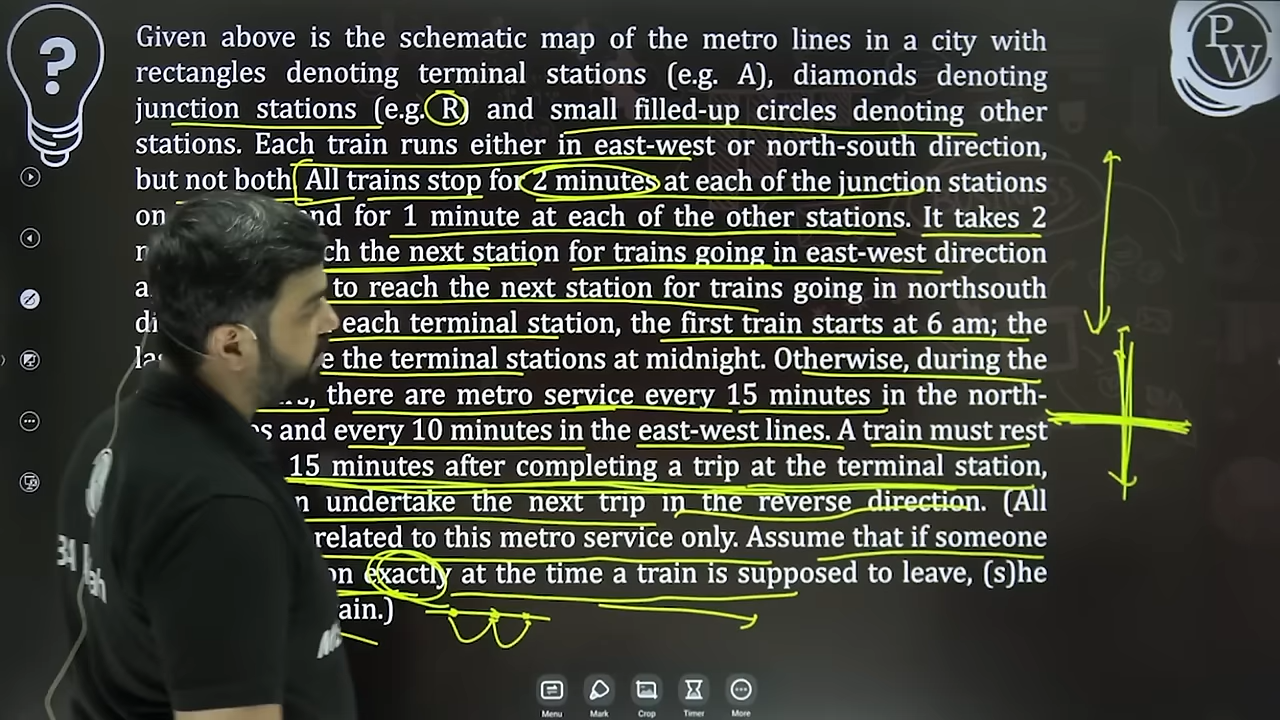 Given above is the schematic map of the metro lines in a city with
rectangles denoting terminal stations (e.g. A), diamonds denoting
junction stations (e.g. R) and small filled-up circles denoting other
stations. Each train runs either in east-west or north-south direction,
but not both. All trains stop for 2 minutes at each of the junction stations
on nd for 1 minute at each of the other stations. It takes 2
ch the next station for trains going in east-west direction
to reach the next station for trains going in northsouth
each terminal station, the first train starts at 6 am; the
e the terminal stations at midnight. Otherwise, during the
there are metro service every 15 minutes in the north-
s and every 10 minutes in the east-west lines. A train must rest
15 minutes after completing a trip at the terminal station,
n undertake the next trip in the reverse direction. (All
related to this metro service only. Assume that if someone
on exactly at the time a train is supposed to leave, (s)he
ain.)
P
W
Menu Mark Crop Timer More